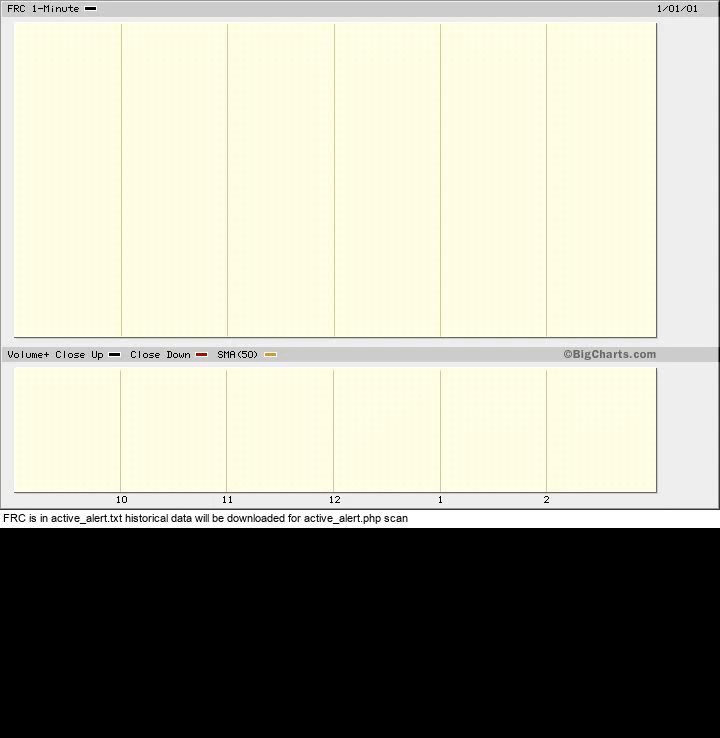 FRC 1-Minute 1/01/01
Volume+ Close Up Close Down SMA(50) ©BigCharts.com
10 11 12 1 2
FRC is in active_alert.txt historical data will be downloaded for active_alert.php scan